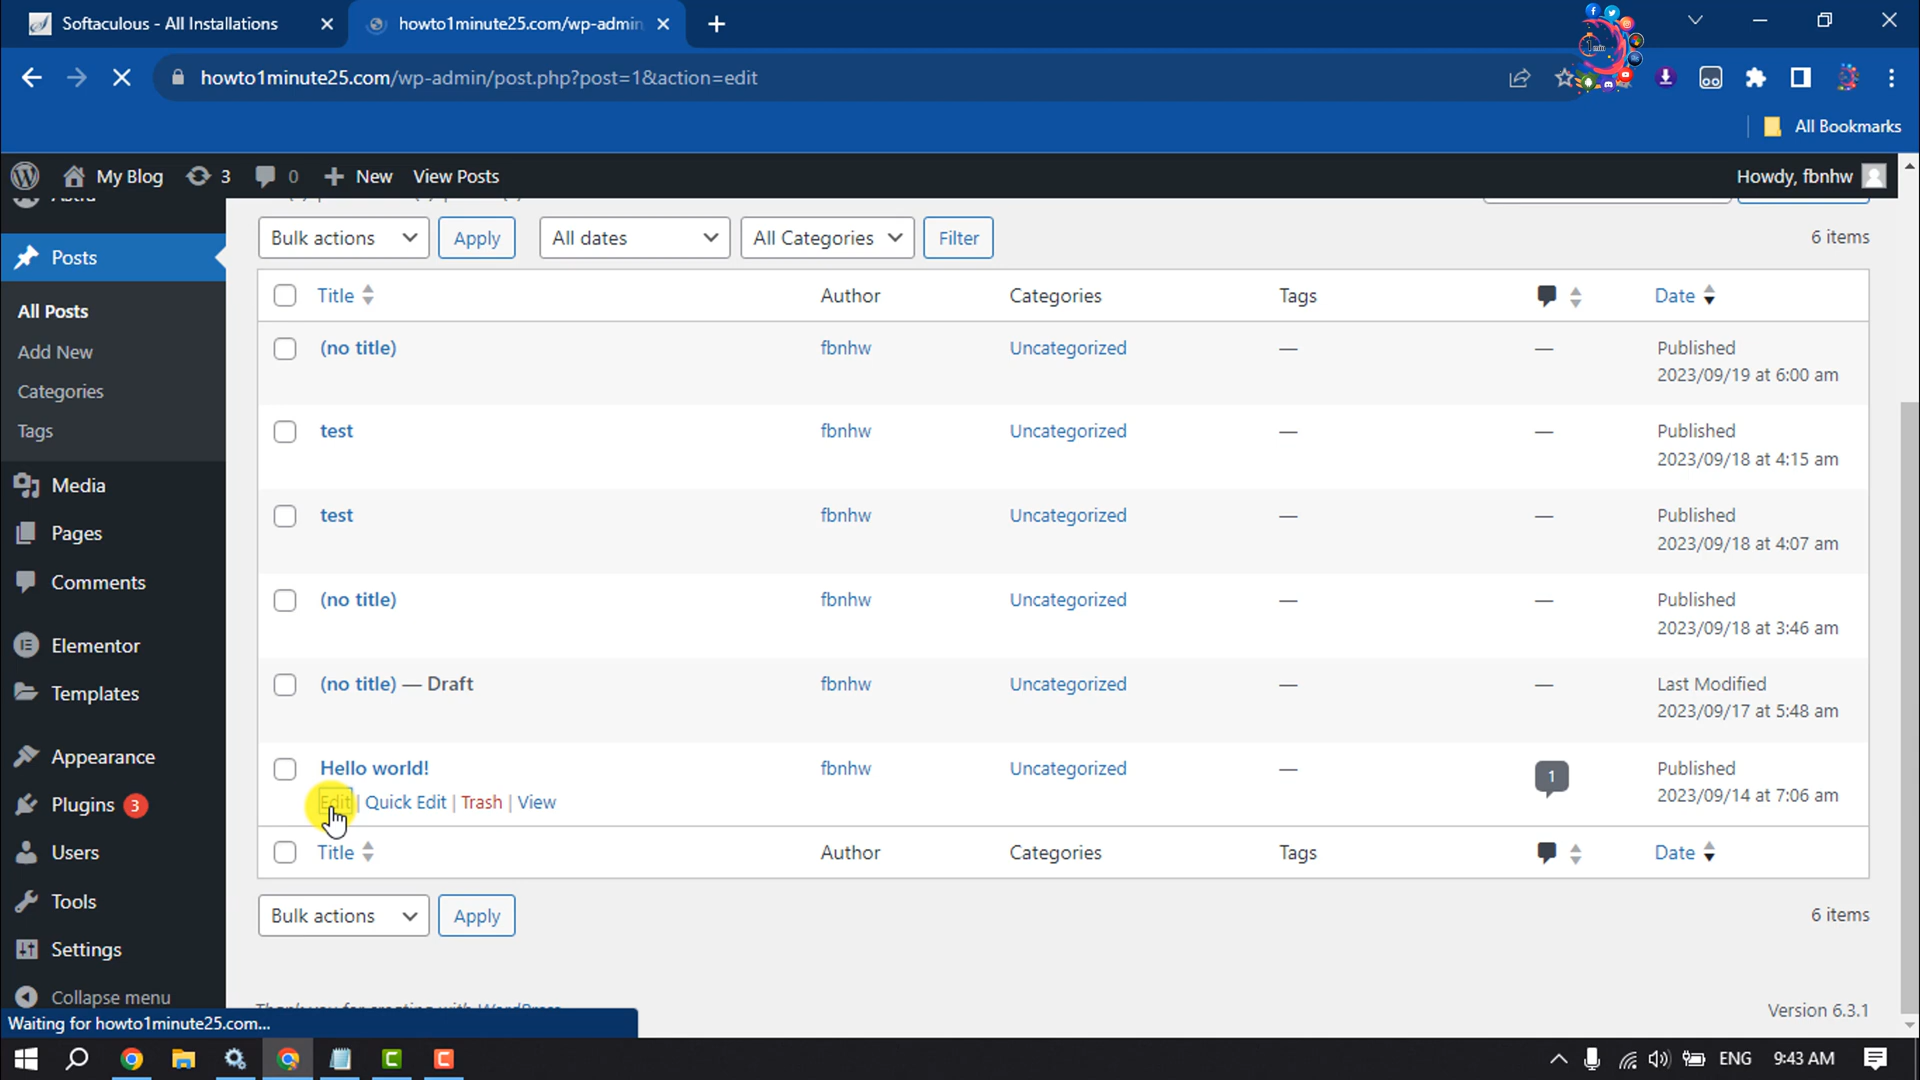 Softaculous - All Installations
howto1minute25.com/wp-admin
howto1minute25.com/wp-admin/post.php?post=1&action=edit
All Bookmarks
My Blog 3 0 New View Posts Howdy, fbnhw
Posts
All Posts
Add New
Categories
Tags
Media
Pages
Comments
Elementor
Templates
Appearance
Plugins 3
Users
Tools
Settings
Collapse menu
Bulk actions Apply All dates All Categories Filter 6 items
Title Author Categories Tags Date
(no title) fbnhw Uncategorized — — Published
2023/09/19 at 6:00 am
test fbnhw Uncategorized — — Published
2023/09/18 at 4:15 am
test fbnhw Uncategorized — — Published
2023/09/18 at 4:07 am
(no title) fbnhw Uncategorized — — Published
2023/09/18 at 3:46 am
(no title) — Draft fbnhw Uncategorized — — Last Modified
2023/09/17 at 5:48 am
Hello world! fbnhw Uncategorized — 1 Published
Edit | Quick Edit | Trash | View 2023/09/14 at 7:06 am
Title Author Categories Tags Date
Bulk actions Apply 6 items
Thank you for creating with WordPress
Version 6.3.1
Waiting for howto1minute25.com...
ENG 9:43 AM